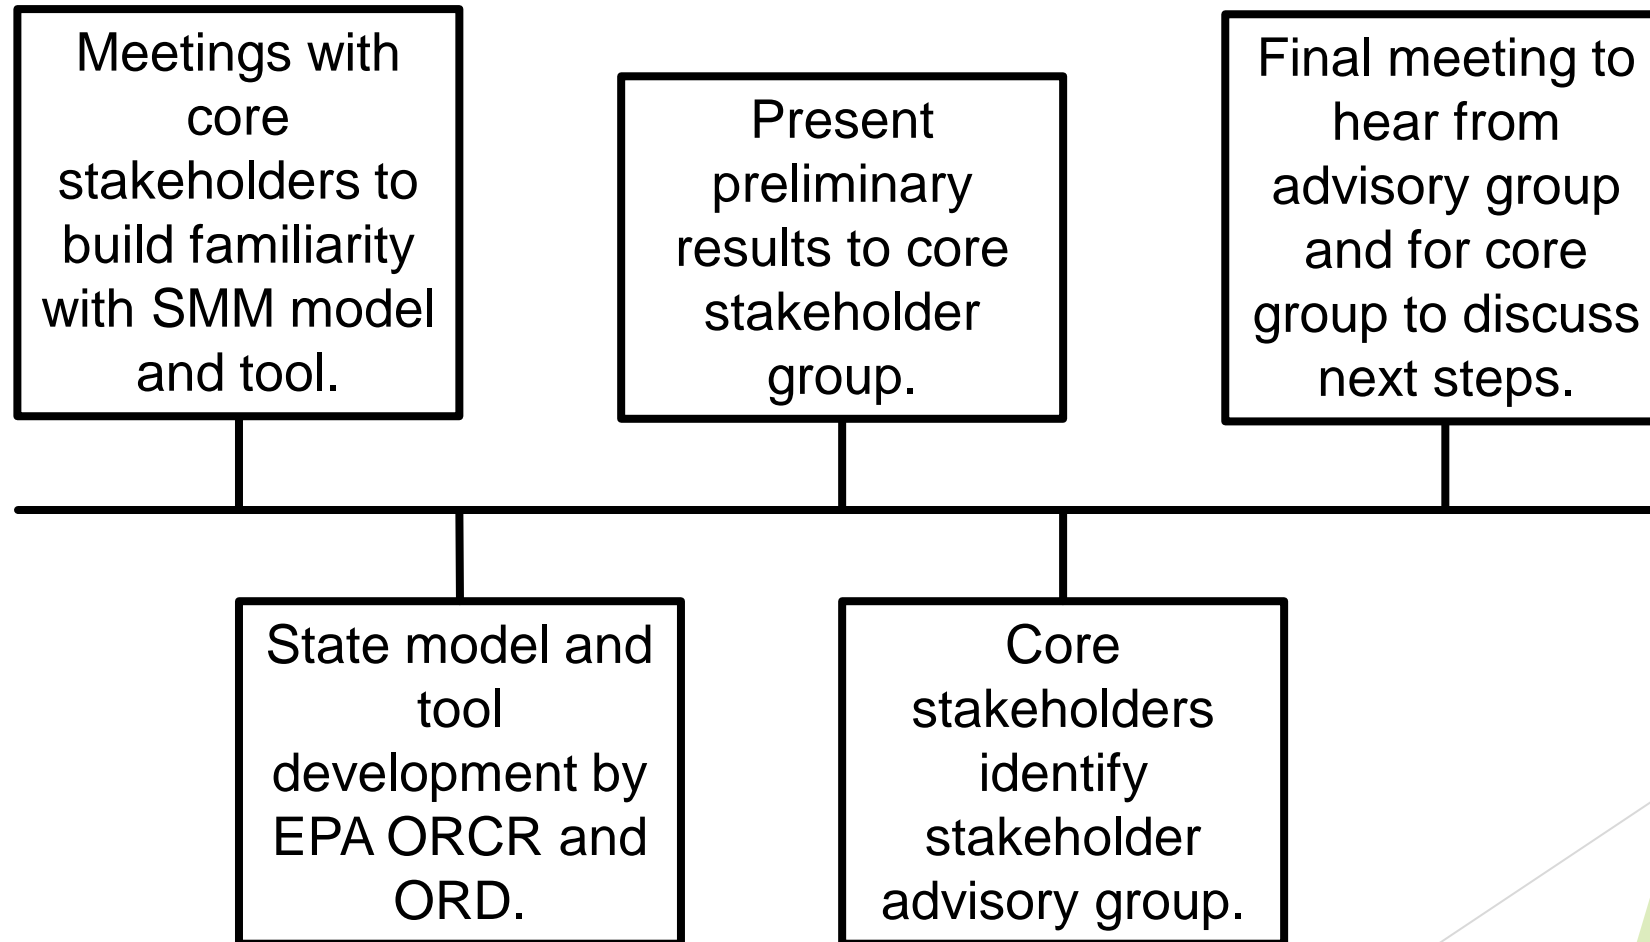 Meetings with
core
stakeholders to
build familiarity
with SMM model
and tool.
Present
preliminary
results to core
stakeholder
group.
Final meeting to
hear from
advisory group
and for core
group to discuss
next steps.
State model and
tool
development by
EPA ORCR and
ORD.
Core
stakeholders
identify
stakeholder
advisory group.